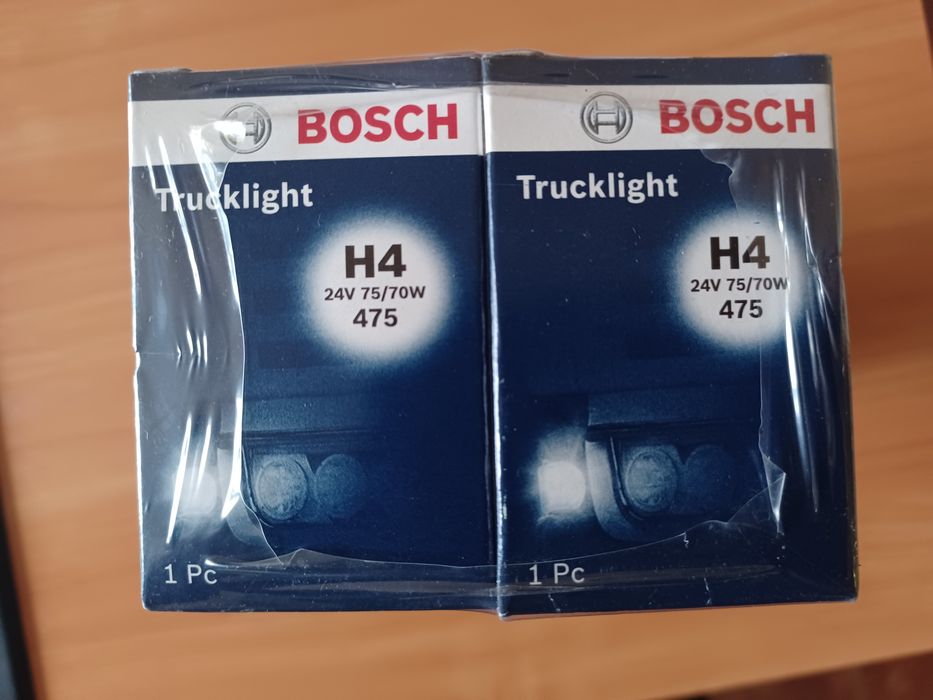 BOSCH
Trucklight
H4
24V 75/70W
475
1 Pc
BOSCH
Trucklight
H4
24V 75/70W
475
1 Pc